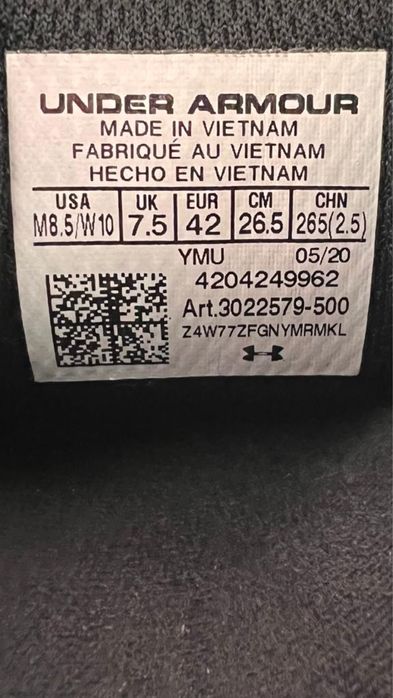 UNDER ARMOUR
MADE IN VIETNAM
FABRIQUÉ AU VIETNAM
HECHO EN VIETNAM
USA UK EUR CM CHN
M8.5/W10 7.5 42 26.5 265(2.5)
YMU 05/20
4204249962
Art.3022579-500
Z4W77ZFGNYMRMKL